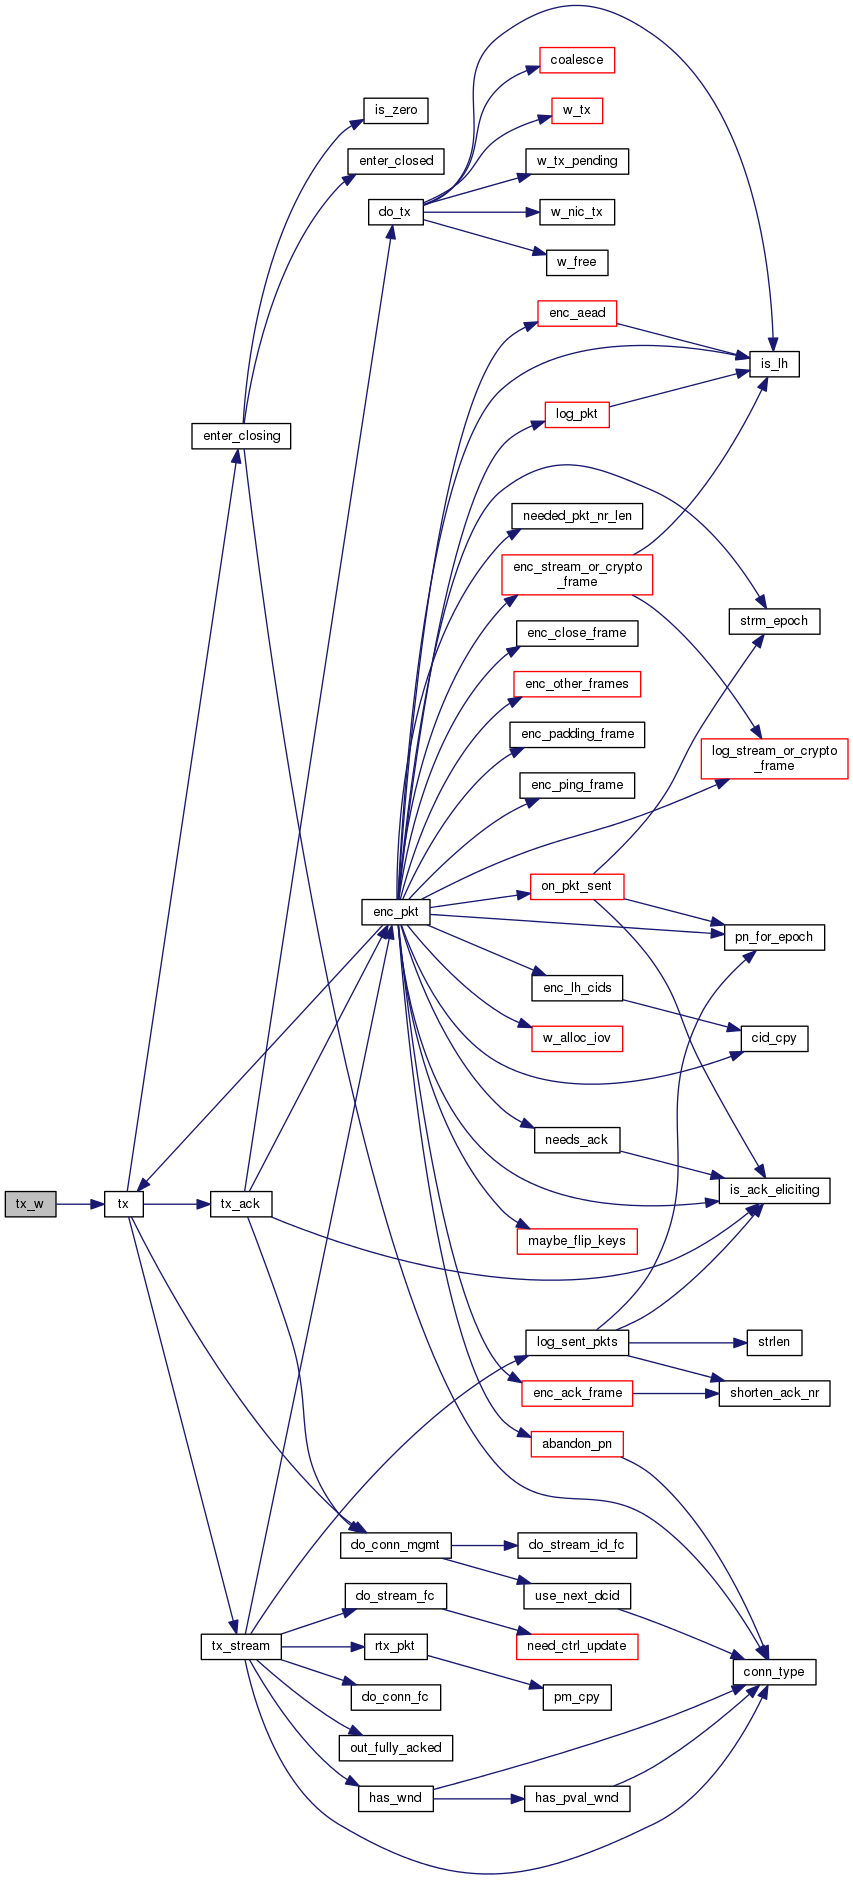 coalesce
is_zero
w_tx
enter_closed
w_tx_pending
do_tx
w_nic_tx
w_free
enc_aead
is_lh
log_pkt
enter_closing
needed_pkt_nr_len
enc_stream_or_crypto
_frame
strm_epoch
enc_close_frame
enc_other_frames
enc_padding_frame
log_stream_or_crypto
_frame
enc_ping_frame
on_pkt_sent
enc_pkt
pn_for_epoch
enc_lh_cids
w_alloc_iov
cid_cpy
needs_ack
is_ack_eliciting
tx_w
tx
tx_ack
maybe_flip_keys
log_sent_pkts
strlen
enc_ack_frame
shorten_ack_nr
abandon_pn
do_conn_mgmt
do_stream_id_fc
do_stream_fc
use_next_dcid
tx_stream
rtx_pkt
need_ctrl_update
conn_type
do_conn_fc
pm_cpy
out_fully_acked
has_wnd
has_pval_wnd